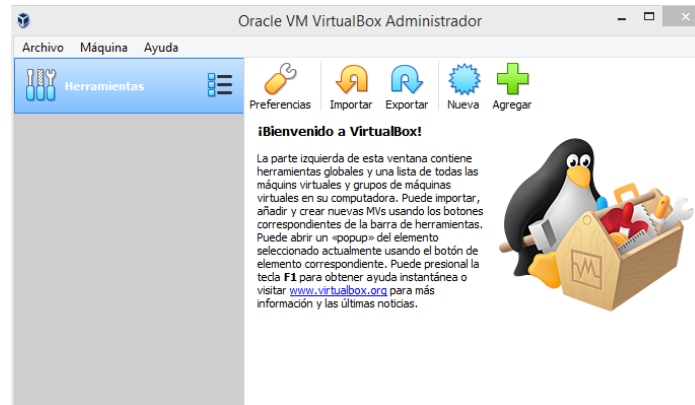 Oracle VM VirtualBox Administrador
Archivo Máquina Ayuda
Herramientas
Preferencias Importar Exportar Nueva Agregar
¡Bienvenido a VirtualBox!
La parte izquierda de esta ventana contiene
herramientas globales y una lista de todas las
máquins virtuales y grupos de máquinas
virtuales en su computadora. Puede importar,
añadir y crear nuevas MVs usando los botones
correspondientes de la barra de herramientas.
Puede abrir un «popup» del elemento
seleccionado actualmente usando el botón de
elemento correspondiente. Puede presional la
tecla F1 para obtener ayuda instantánea o
visitar www.virtualbox.org para más
información y las últimas noticias.